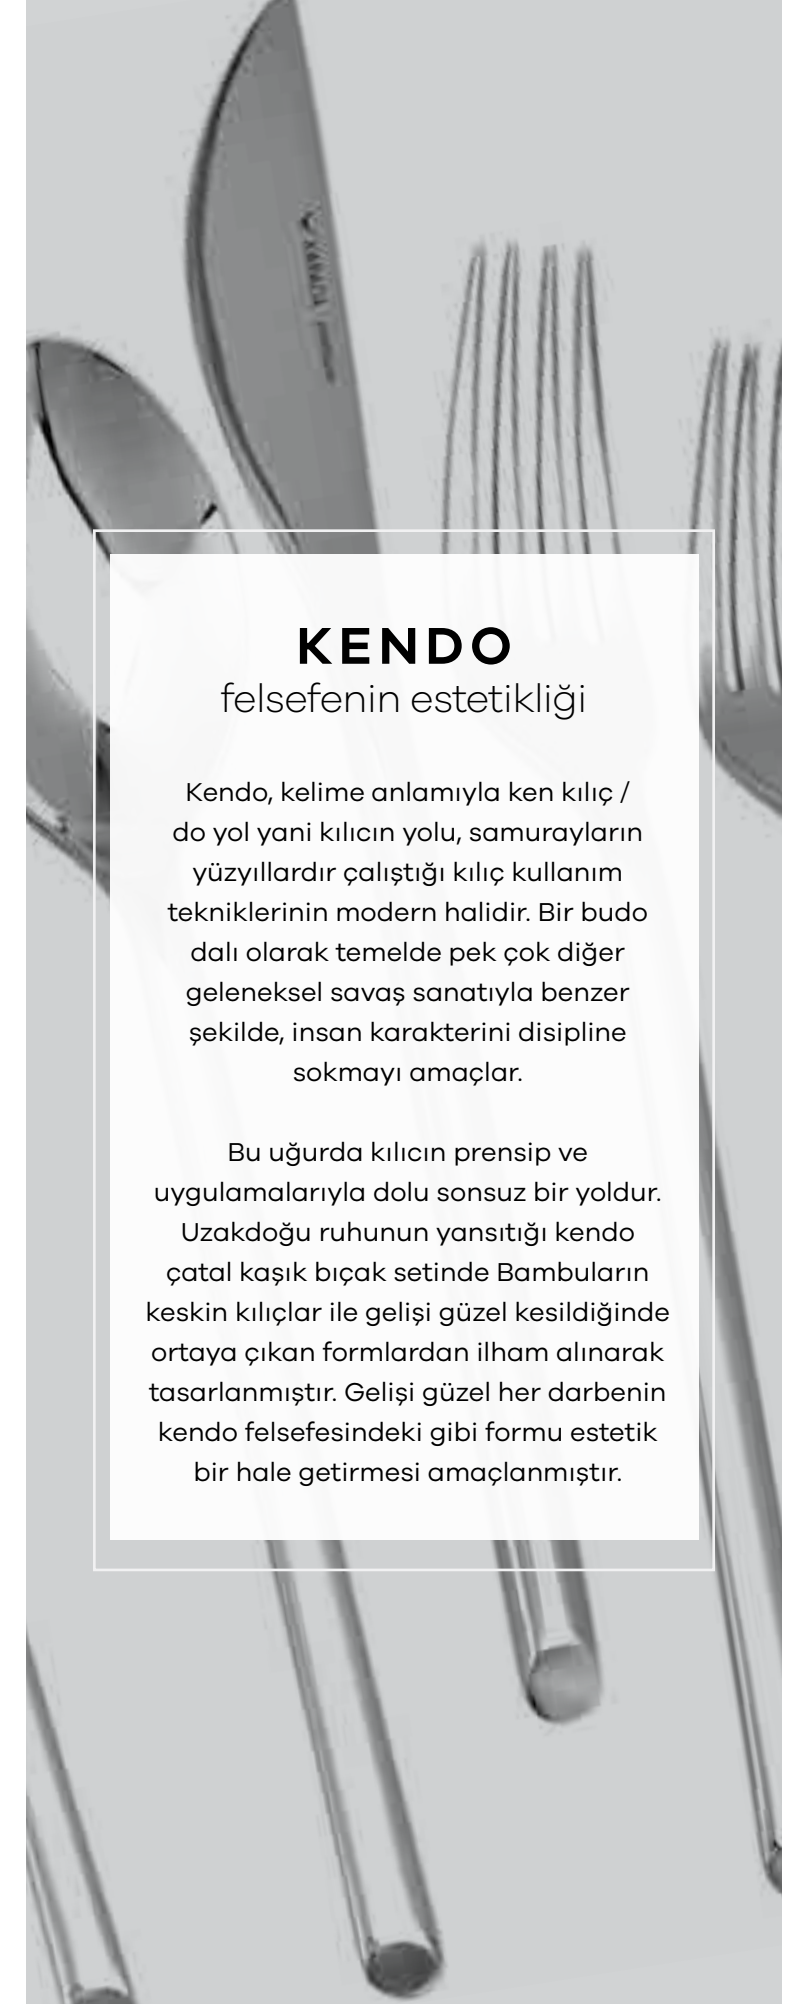 KENDO
felsefenin estetikliği
Kendo, kelime anlamıyla ken kılıç /
do yol yani kılıcın yolu, samurayların
yüzyıllardır çalıştığı kılıç kullanım
tekniklerinin modern halidir. Bir budo
dalı olarak temelde pek çok diğer
geleneksel savaş sanatıyla benzer
şekilde, insan karakterini disipline
sokmayı amaçlar.
Bu uğurda kılıcın prensip ve
uygulamalarıyla dolu sonsuz bir yoldur.
Uzakdoğu ruhunun yansıtığı kendo
çatal kaşık bıçak setinde Bambuların
keskin kılıçlar ile gelişi güzel kesildiğinde
ortaya çıkan formlardan ilham alınarak
tasarlanmıştır. Gelişi güzel her darbenin
kendo felsefesindeki gibi formu estetik
bir hale getirmesi amaçlanmıştır.